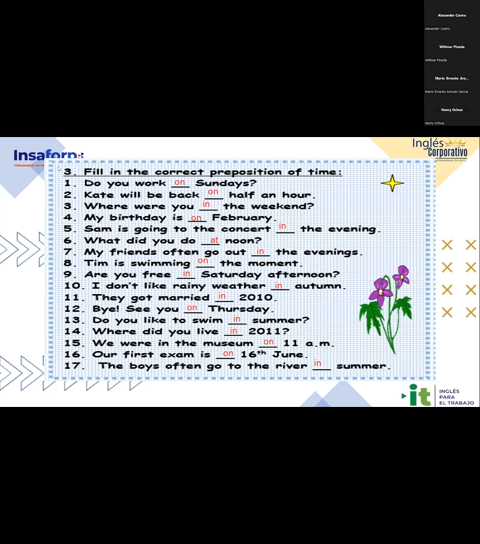 Alexander Castro
Alexander Castro
Wilmar Pineda
Wilmar Pineda
Mario Ernesto Are...
Mario Ernesto Arevalo Garcia
Henry Ochoa
Henry Ochoa
Insaforp
Inglés
Corporativo
3. Fill in the correct preposition of time:
1. Do you work on Sundays?
2. Kate will be back on half an hour.
3. Where were you in the weekend?
4. My birthday is on February.
5. Sam is going to the concert in the evening.
6. What did you do at noon?
7. My friends often go out in the evenings.
8. Tim is swimming on the moment.
9. Are you free in Saturday afternoon?
10. I don't like rainy weather in autumn.
11. They got married in 2010.
12. Bye! See you on Thursday.
13. Do you like to swim in summer?
14. Where did you live in 2011?
15. We were in the museum on 11 a.m.
16. Our first exam is on 16th June.
17. The boys often go to the river in summer.
it
INGLÉS
PARA
EL TRABAJO